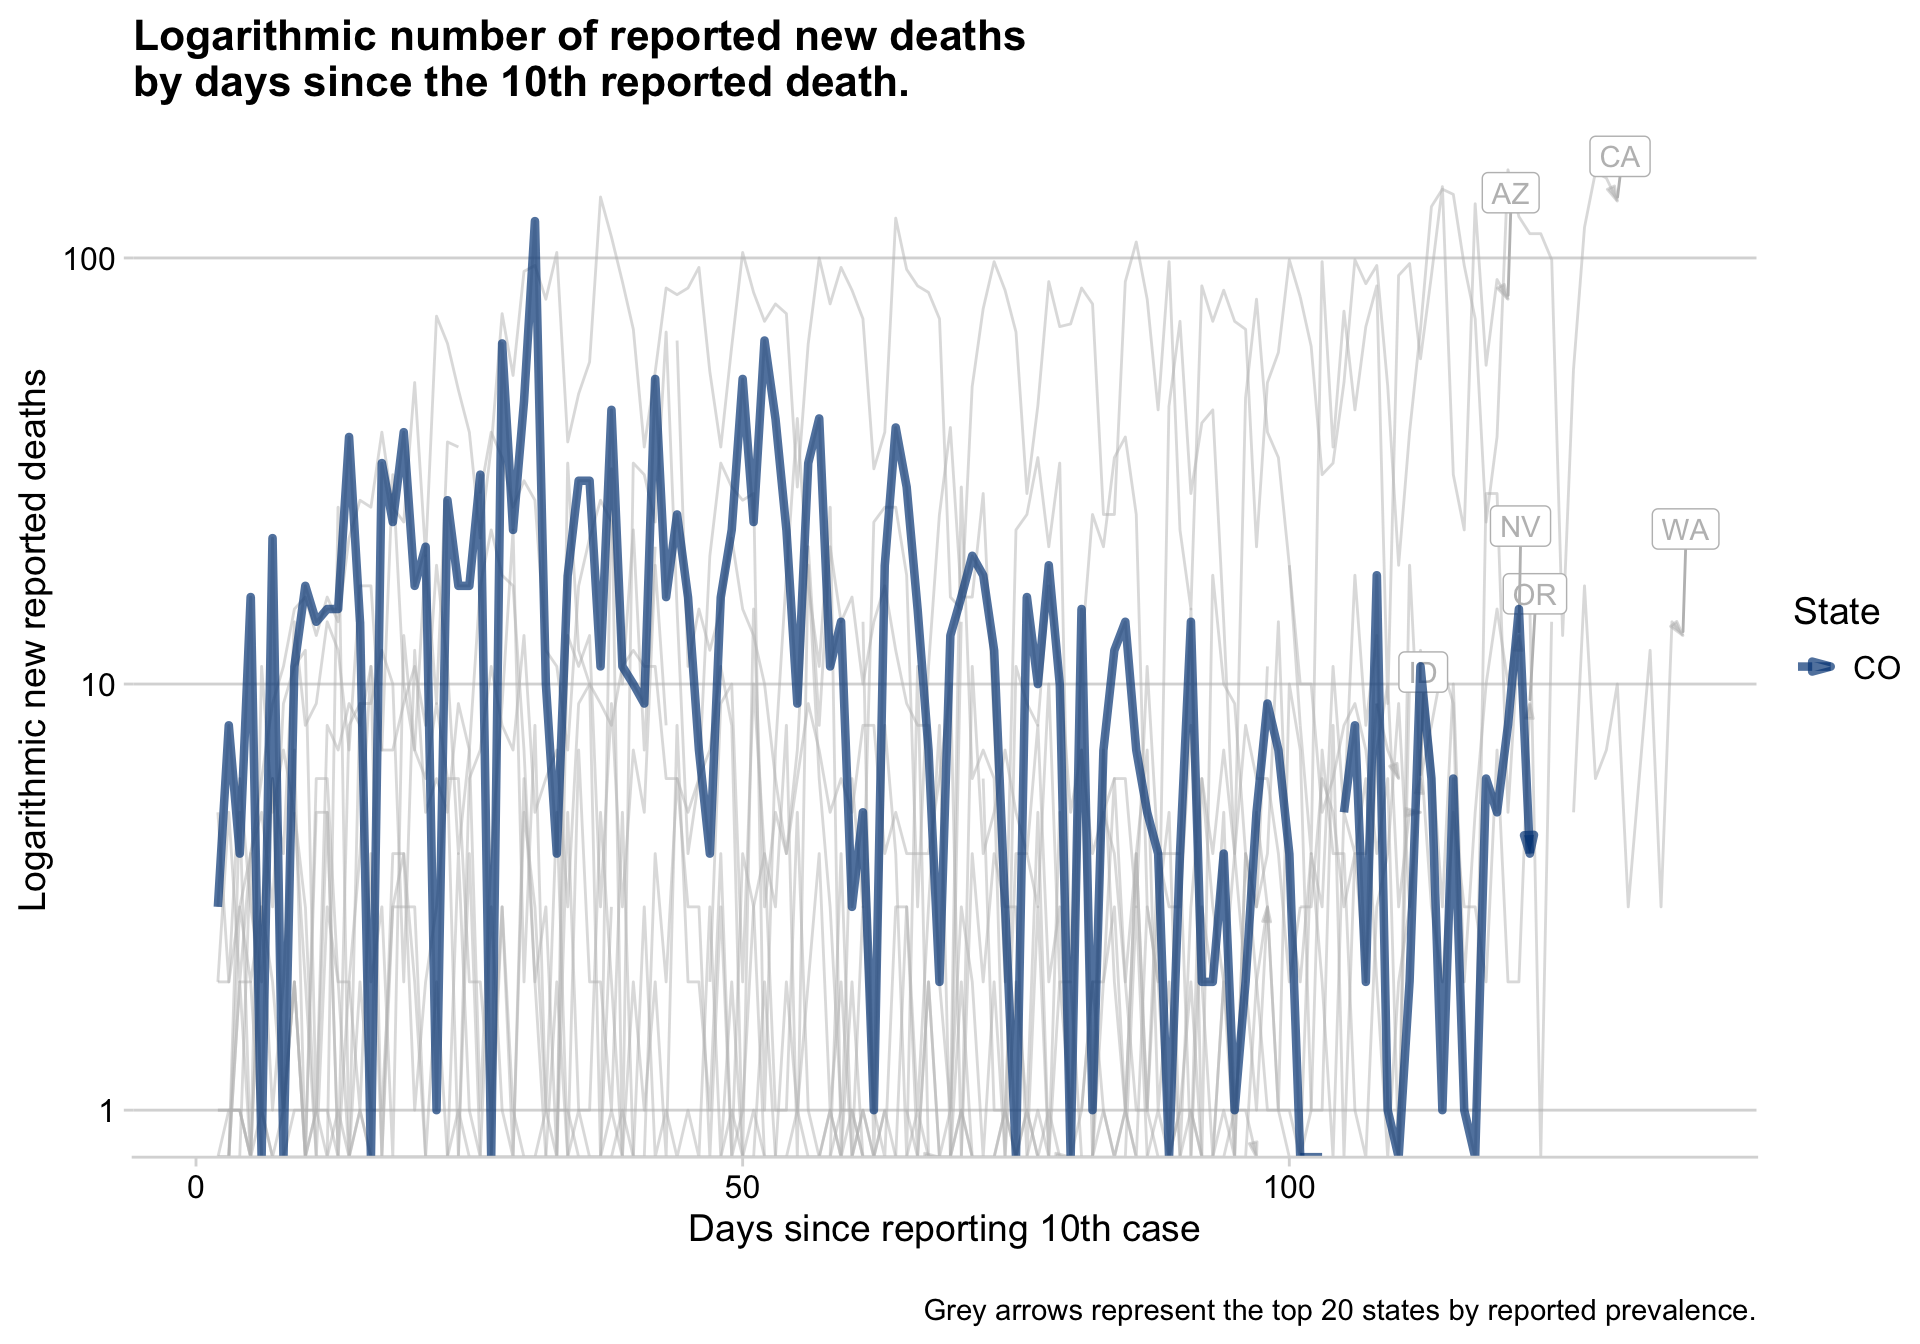 Logarithmic number of reported new deaths
by days since the 10th reported death.
CA
AZ
100
NV
WA
OR
State
ID
CO
10
1
Logarithmic new reported deaths
0
50
100
Days since reporting 10th case
Grey arrows represent the top 20 states by reported prevalence.